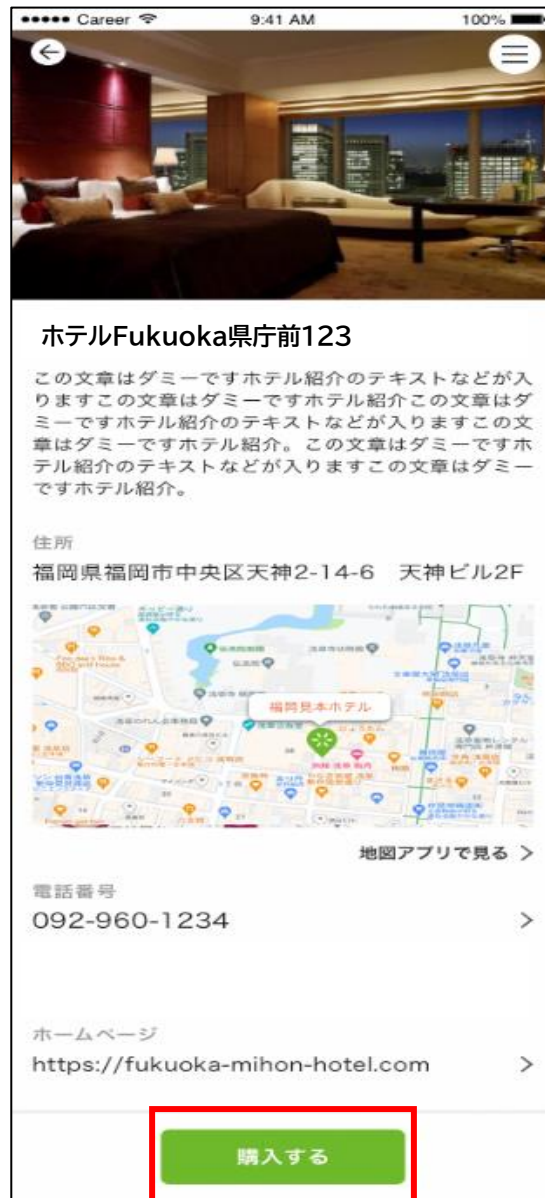 Career
9:41 AM
100%
ホテルFukuoka県庁前123
この文章はダミーですホテル紹介のテキストなどが入
りますこの文章はダミーですホテル紹介この文章はダ
ミーですホテル紹介のテキストなどが入りますこの文
章はダミーですホテル紹介。この文章はダミーですホ
テル紹介のテキストなどが入りますこの文章はダミー
ですホテル紹介。
住所
福岡県福岡市中央区天神2-14-6 天神ビル2F
福岡見本ホテル
地図アプリで見る
電話番号
092-960-1234
ホームページ
https://fukuoka-mihon-hotel.com
購入する